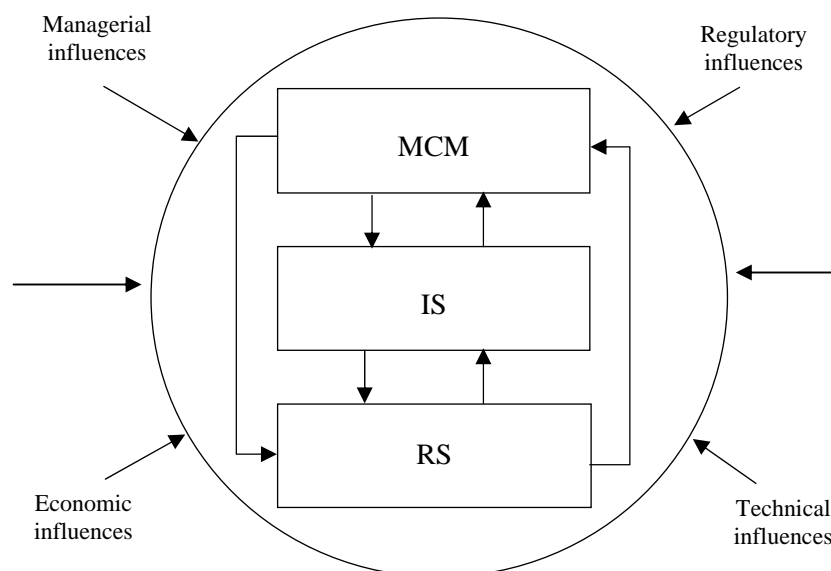 Managerial
influences
Regulatory
influences
MCM
IS
RS
Economic
influences
Technical
influences